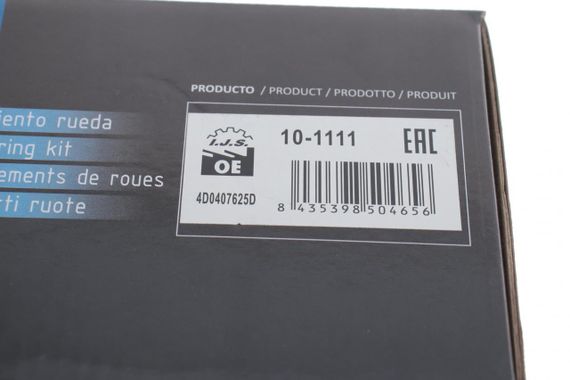 PRODUCTO / PRODUCT / PRODOTTO / PRODUIT
iento rueda
ring kit
ements de roues
ti ruote
I.J.S.
OE
4D0407625D
10-1111
EAC
8 435398 504656